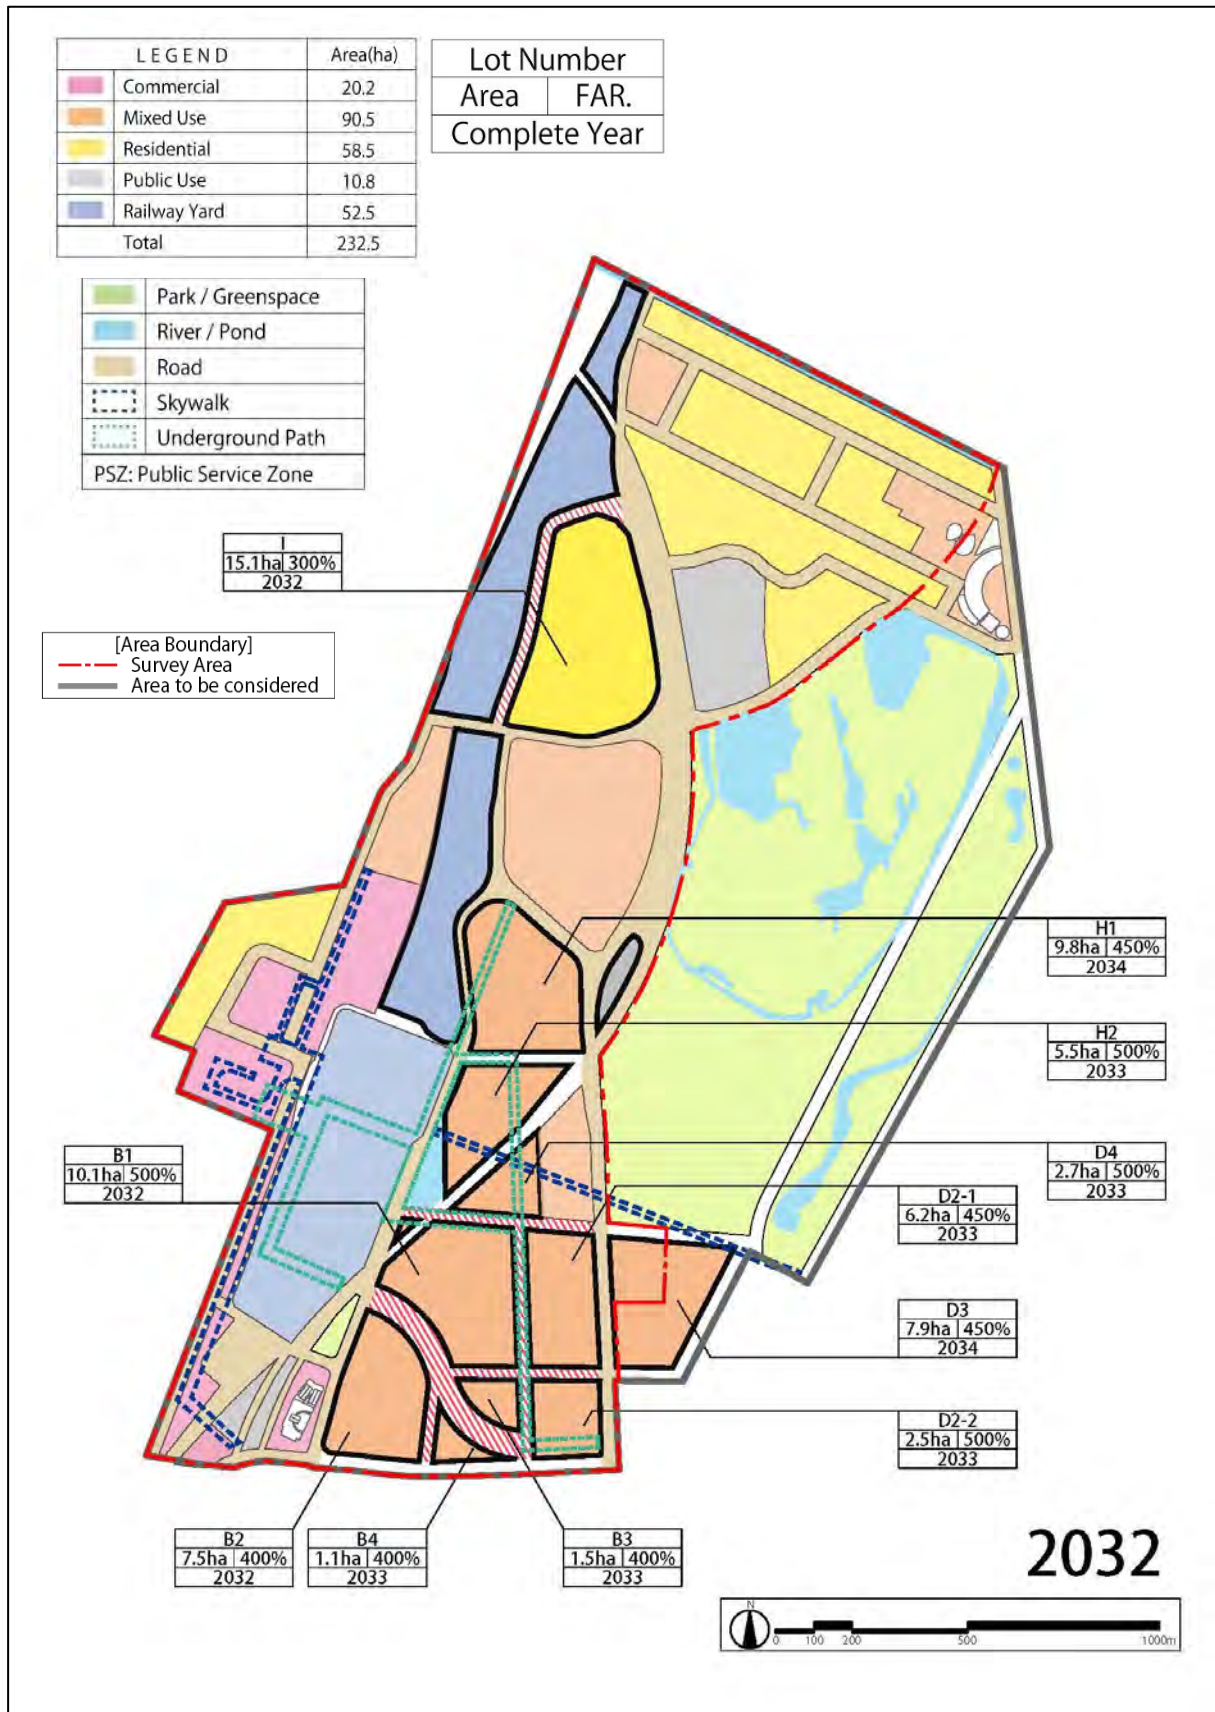 LEGEND Area(ha)
Commercial 20.2
Mixed Use 90.5
Residential 58.5
Public Use 10.8
Railway Yard 52.5
Total 232.5
Lot Number
Area FAR.
Complete Year
Park / Greenspace
River / Pond
Road
Skywalk
Underground Path
PSZ: Public Service Zone
I
15.1ha 300%
2032
[Area Boundary]
Survey Area
Area to be considered
H1
9.8ha 450%
2034
H2
5.5ha 500%
2033
B1
10.1ha 500%
2032
D4
2.7ha 500%
2033
D2-1
6.2ha 450%
2033
D3
7.9ha 450%
2034
D2-2
2.5ha 500%
2033
B2
7.5ha 400%
2032
B4
1.1ha 400%
2033
B3
1.5ha 400%
2033
2032
N
0 100 200 500 1000m